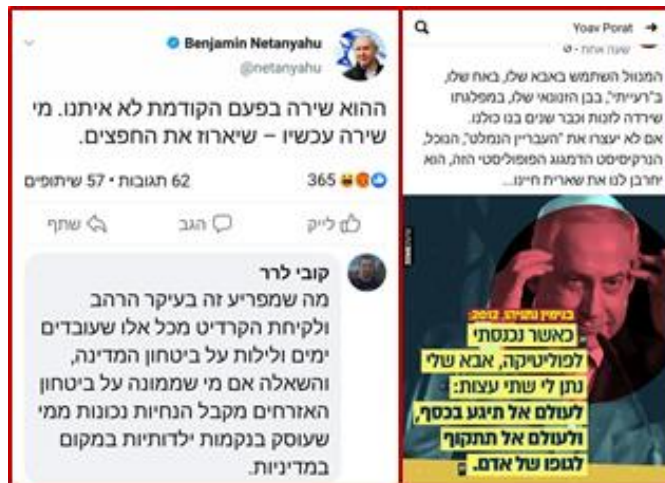 Benjamin Netanyahu
@netanyahu
ההוא שירה בפעם הקודמת לא איתנו. מי
שירה עכשיו – שיארוז את החפצים.
365
62 תגובות • 57 שיתופים
לייק
הגב
שתף
קובי לרר
מה שמפריע זה בעיקר הרהב
ולקיחת הקרדיט מכל אלו שעובדים
ימים ולילות על ביטחון המדינה,
והשאלה אם מי שממונה על ביטחון
האזרחים מקבל הנחיות נכונות ממי
שעוסק בנקמות ילדותיות במקום
במדיניות.
Yoav Porat
שעה אחת
המנוול השתמש באבא שלו, באח שלו,
ב"רעייתי", בבן הזנונאי שלו, במפלגתו
שירדה לזנות וכבר שנים בנו כולנו.
אם לא יעצרו את "העבריין הנמלט", הנוכל,
הנרקיסיסט הדמגוג הפופוליסטי הזה, הוא
יחרבן לנו את שארית חיינו...
בנימין נתניהו, 2012:
כאשר נכנסתי
לפוליטיקה, אבא שלי
נתן לי שתי עצות:
לעולם אל תיגע בכסף,
ולעולם אל תתקוף
לגופו של אדם.